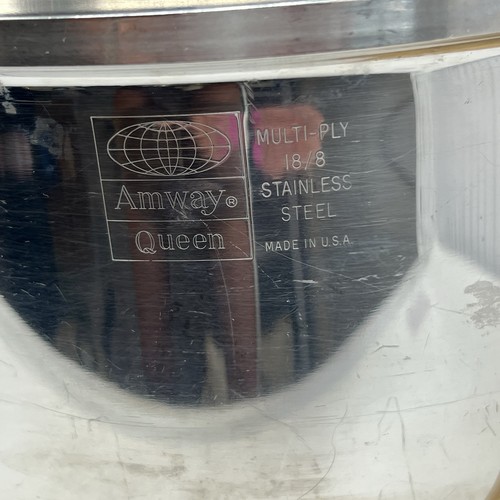 Amway®
Queen
MULTI-PLY
18/8
STAINLESS
STEEL
MADE IN U.S.A.